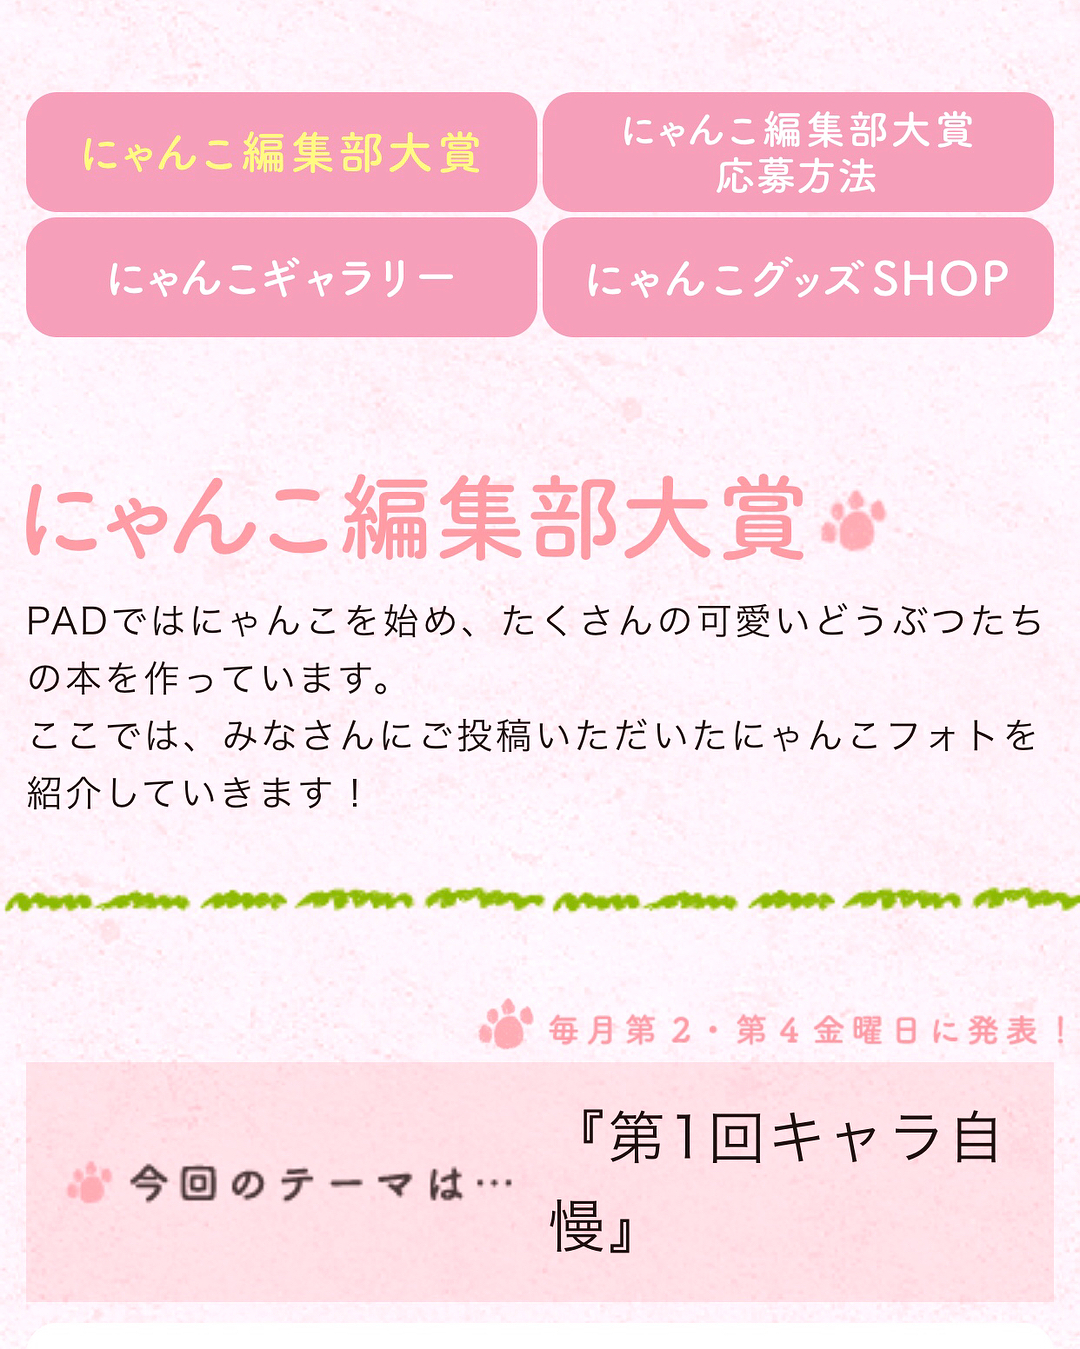 にゃんこ編集部大賞
にゃんこ編集部大賞
応募方法
にゃんこギャラリー
にゃんこグッズSHOP
にゃんこ編集部大賞
PADではにゃんこを始め、たくさんの可愛いどうぶつたち
の本を作っています。
ここでは、みなさんにご投稿いただいたにゃんこフォトを
紹介していきます！
毎月第2・第4金曜日に発表！
今回のテーマは…
『第1回キャラ自
慢』